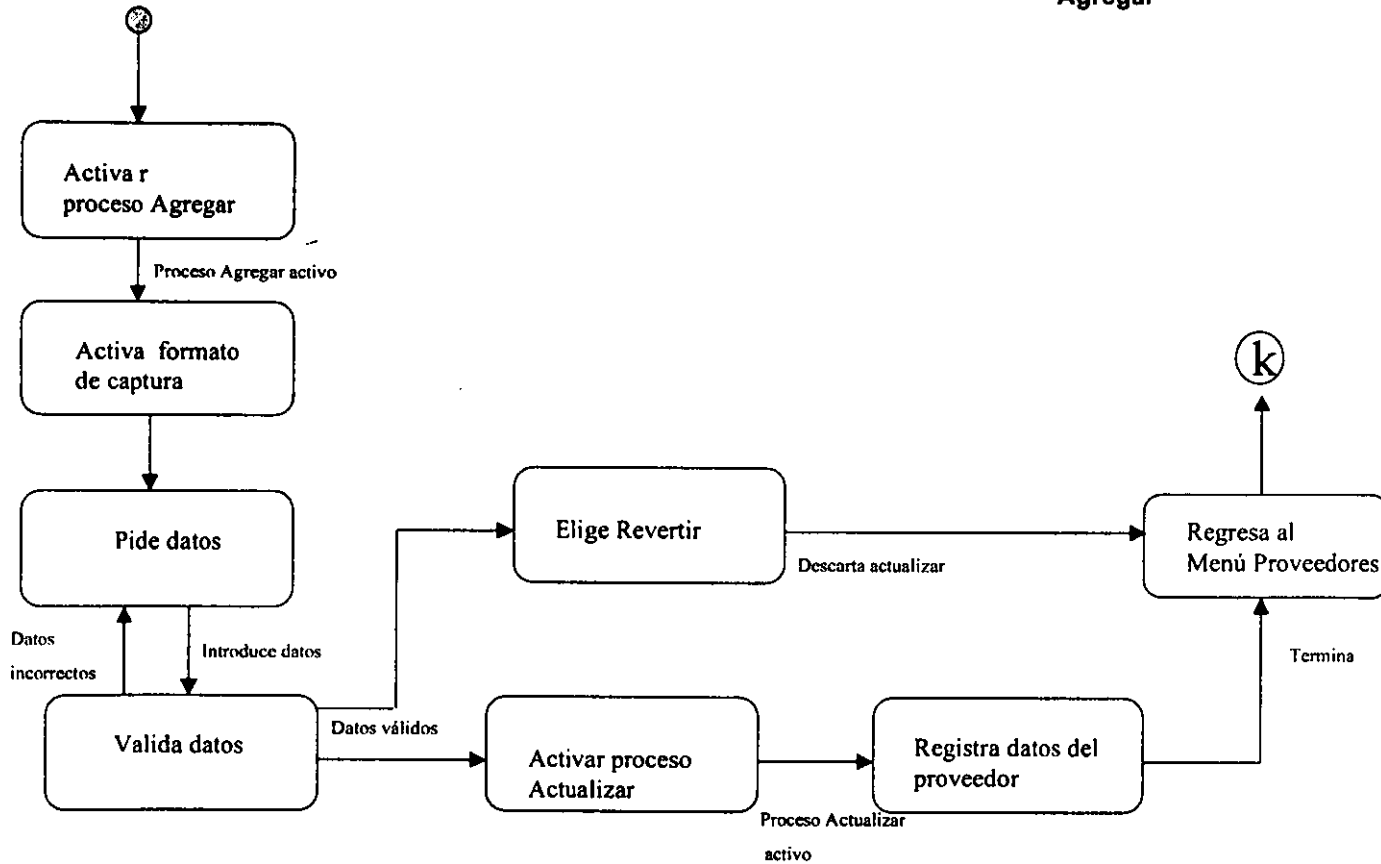 Agregar
Activa r
proceso Agregar
Proceso Agregar activo
Activa formato
de captura
k
Pide datos
Elige Revertir
Regresa al
Menú Proveedores
Descarta actualizar
Datos
incorrectos
Introduce datos
Termina
Valida datos
Datos válidos
Activar proceso
Actualizar
Registra datos del
proveedor
Proceso Actualizar
activo